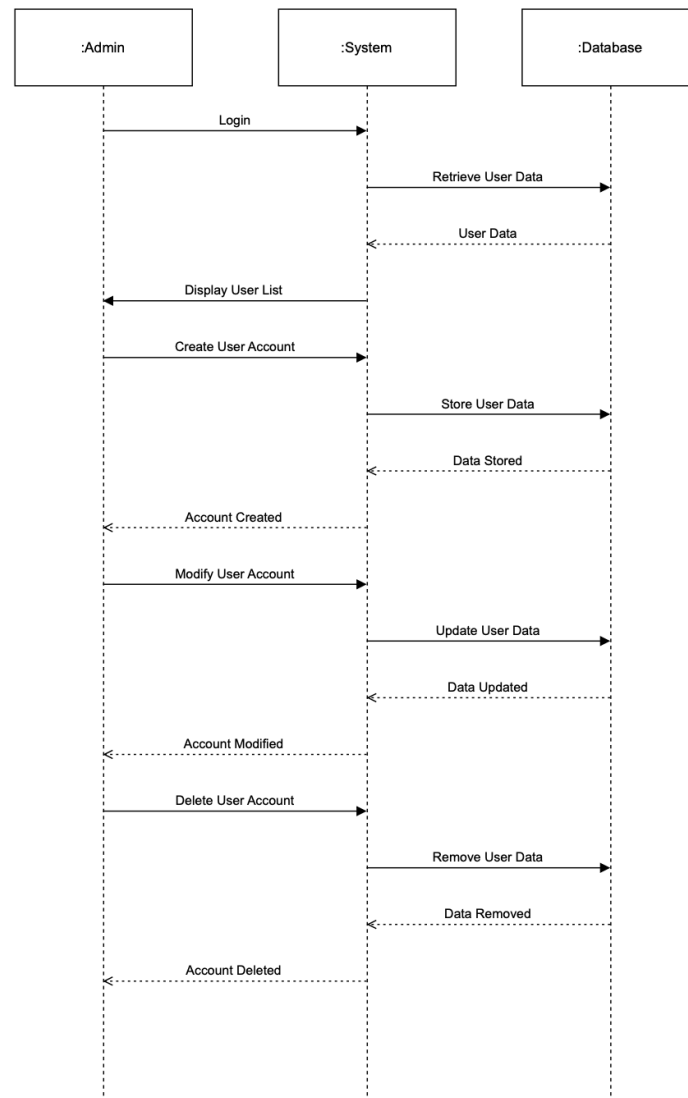 :Admin
:System
:Database
Login
Retrieve User Data
User Data
Display User List
Create User Account
Store User Data
Data Stored
Account Created
Modify User Account
Update User Data
Data Updated
Account Modified
Delete User Account
Remove User Data
Data Removed
Account Deleted